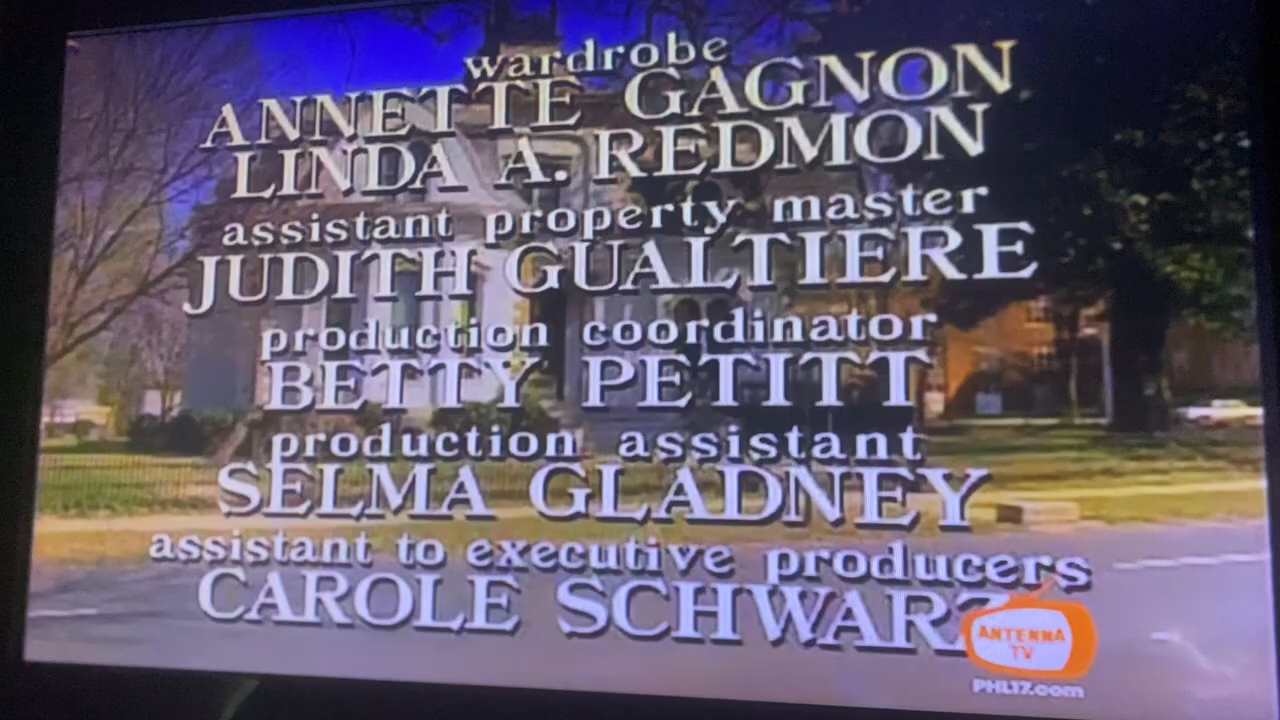 wardrobe
ANNETTE GAGNON
LINDA A. REDMON
assistant property master
JUDITH GUALTIERE
production coordinator
BETTY PETITT
production assistant
SELMA GLADNEY
assistant to executive producers
CAROLE SCHWARZ
ANTENNA
TV
PHL17.com